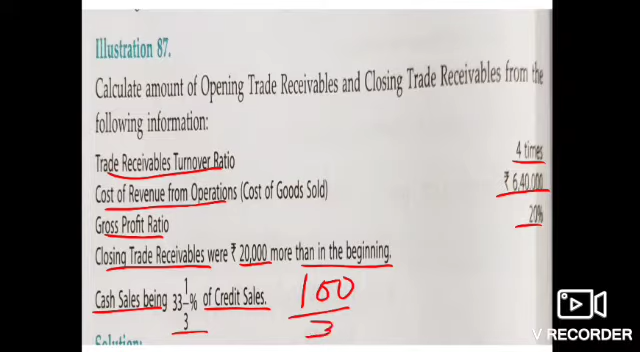 Illustration 87.
Calculate amount of Opening Trade Receivables and Closing Trade Receivables from the
following information:
Trade Receivables Turnover Ratio 4 times
Cost of Revenue from Operations (Cost of Goods Sold) ₹ 6,40,000
Gross Profit Ratio 20%
Closing Trade Receivables were ₹ 20,000 more than in the beginning.
Cash Sales being 33 1/3 % of Credit Sales. 100/3
Solution:
V RECORDER